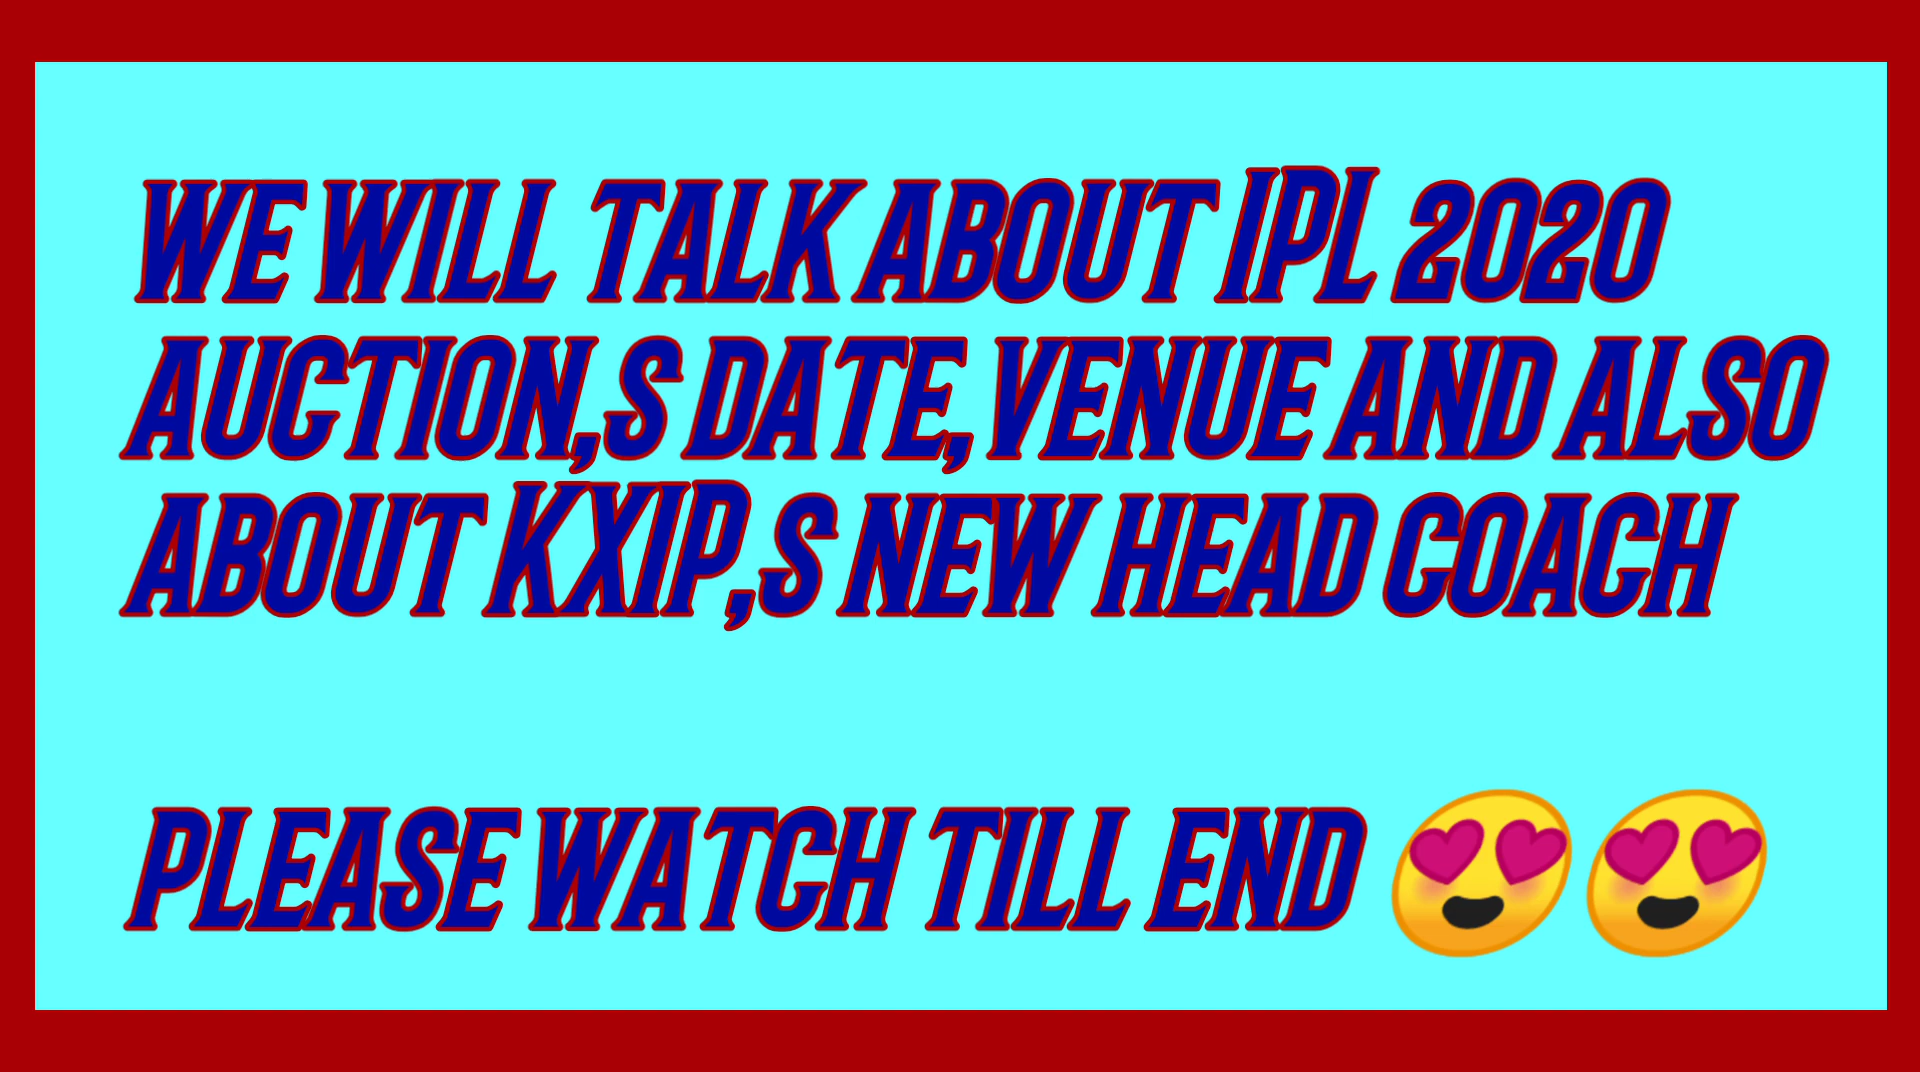 WE WILL TALK ABOUT IPL 2020
AUCTION,S DATE,VENUE AND ALSO
ABOUT KXIP,S NEW HEAD COACH
PLEASE WATCH TILL END 😍😍